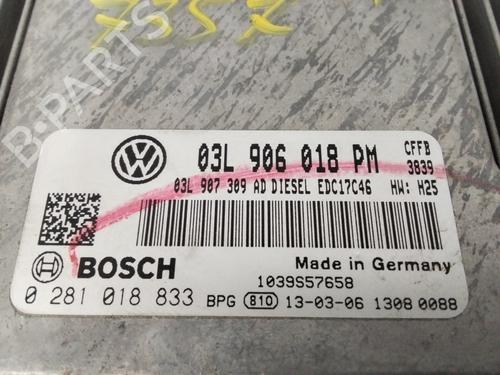 7357
B-PARTS
03L 906 018 PM
CFFB
3839
03L 907 309 AD DIESEL EDC17C46 HW: H25
BOSCH
Made in Germany
1039S57658
0 281 018 833 BPG 810 13-03-06 1308 0088